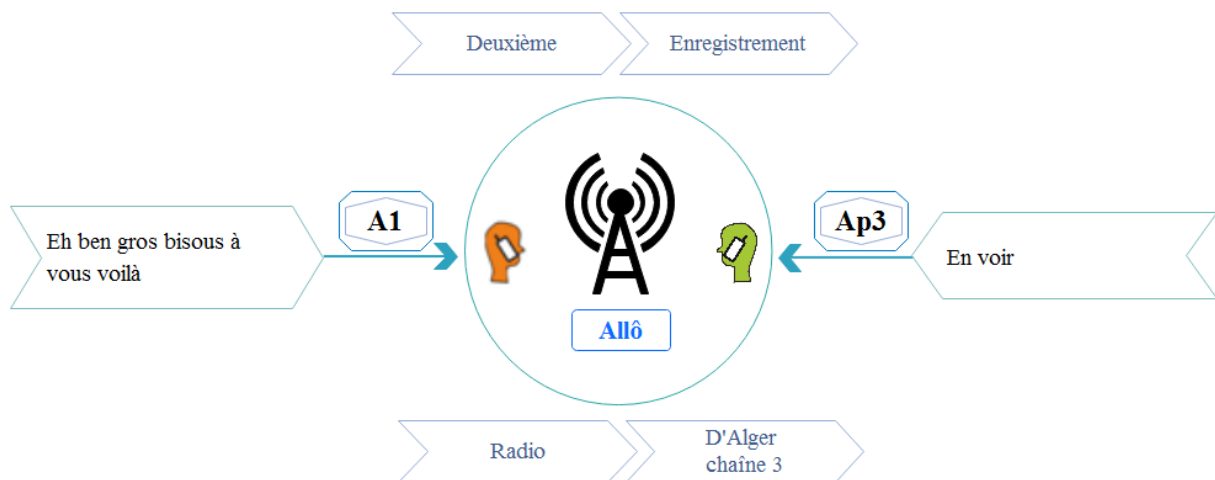 Deuxième
Enregistrement
A1
Ap3
Eh ben gros bisous à
vous voilà
En voir
Allô
Radio
D'Alger
chaîne 3